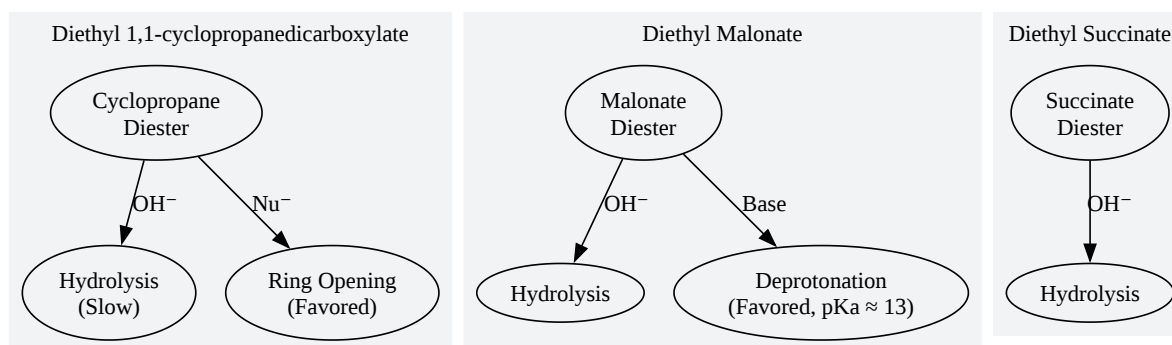 Diethyl 1,1-cyclopropanedicarboxylate
Cyclopropane
Diester
OH⁻
Nu⁻
Hydrolysis
(Slow)
Ring Opening
(Favored)
Diethyl Malonate
Malonate
Diester
OH⁻
Base
Hydrolysis
Deprotonation
(Favored, pKa ≈ 13)
Diethyl Succinate
Succinate
Diester
OH⁻
Hydrolysis